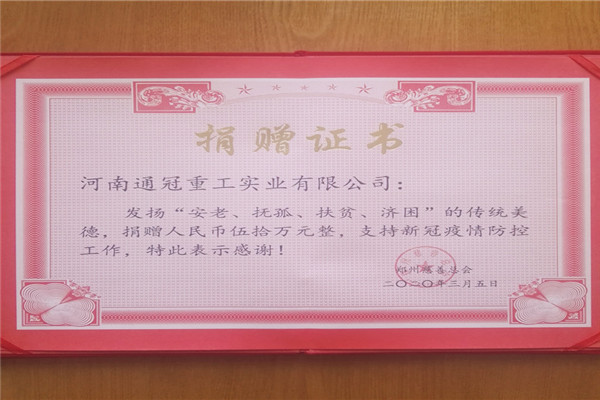 捐赠证书
河南通冠重工实业有限公司：
发扬“安老、抚孤、扶贫、济困”的传统美
德，捐赠人民币伍拾万元整，支持新冠疫情防控
工作，特此表示感谢！
郑州慈善总会
二〇二〇年三月五日